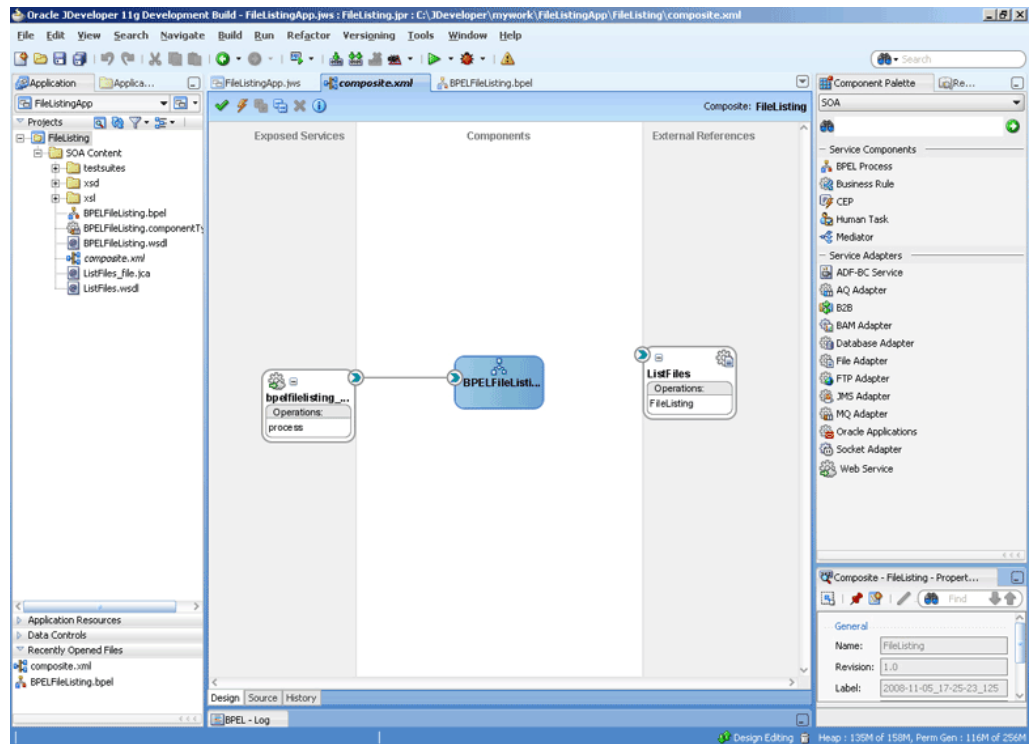 Oracle JDeveloper 11g Development Build - FileListingApp.jws : FileListing.jpr : C:\JDeveloper\mywork\FileListingApp\FileListing\composite.xml
File Edit View Search Navigate Build Run Refactor Versioning Tools Window Help
Search
Application
Applica...
FileListingApp
Projects
FileListing
SOA Content
testsuites
xsd
xsl
BPELFileListing.bpel
BPELFileListing.componentTy
BPELFileListing.wsdl
composite.xml
ListFiles_file.jca
ListFiles.wsdl
Application Resources
Data Controls
Recently Opened Files
composite.xml
BPELFileListing.bpel
FileListingApp.jws
composite.xml
BPELFileListing.bpel
Composite: FileListing
Exposed Services
Components
External References
bpelfilelisting_...
Operations:
process
BPELFileListi...
ListFiles
Operations:
FileListing
Design Source History
BPEL - Log
Component Palette
Re...
SOA
Service Components
BPEL Process
Business Rule
CEP
Human Task
Mediator
Service Adapters
ADF-BC Service
AQ Adapter
B2B
BAM Adapter
Database Adapter
File Adapter
FTP Adapter
JMS Adapter
MQ Adapter
Oracle Applications
Socket Adapter
Web Service
Composite - FileListing - Propert...
Find
General
Name: FileListing
Revision: 1.0
Label: 2008-11-05_17-25-23_125
Design Editing
Heap : 135M of 158M, Perm Gen : 116M of 256M